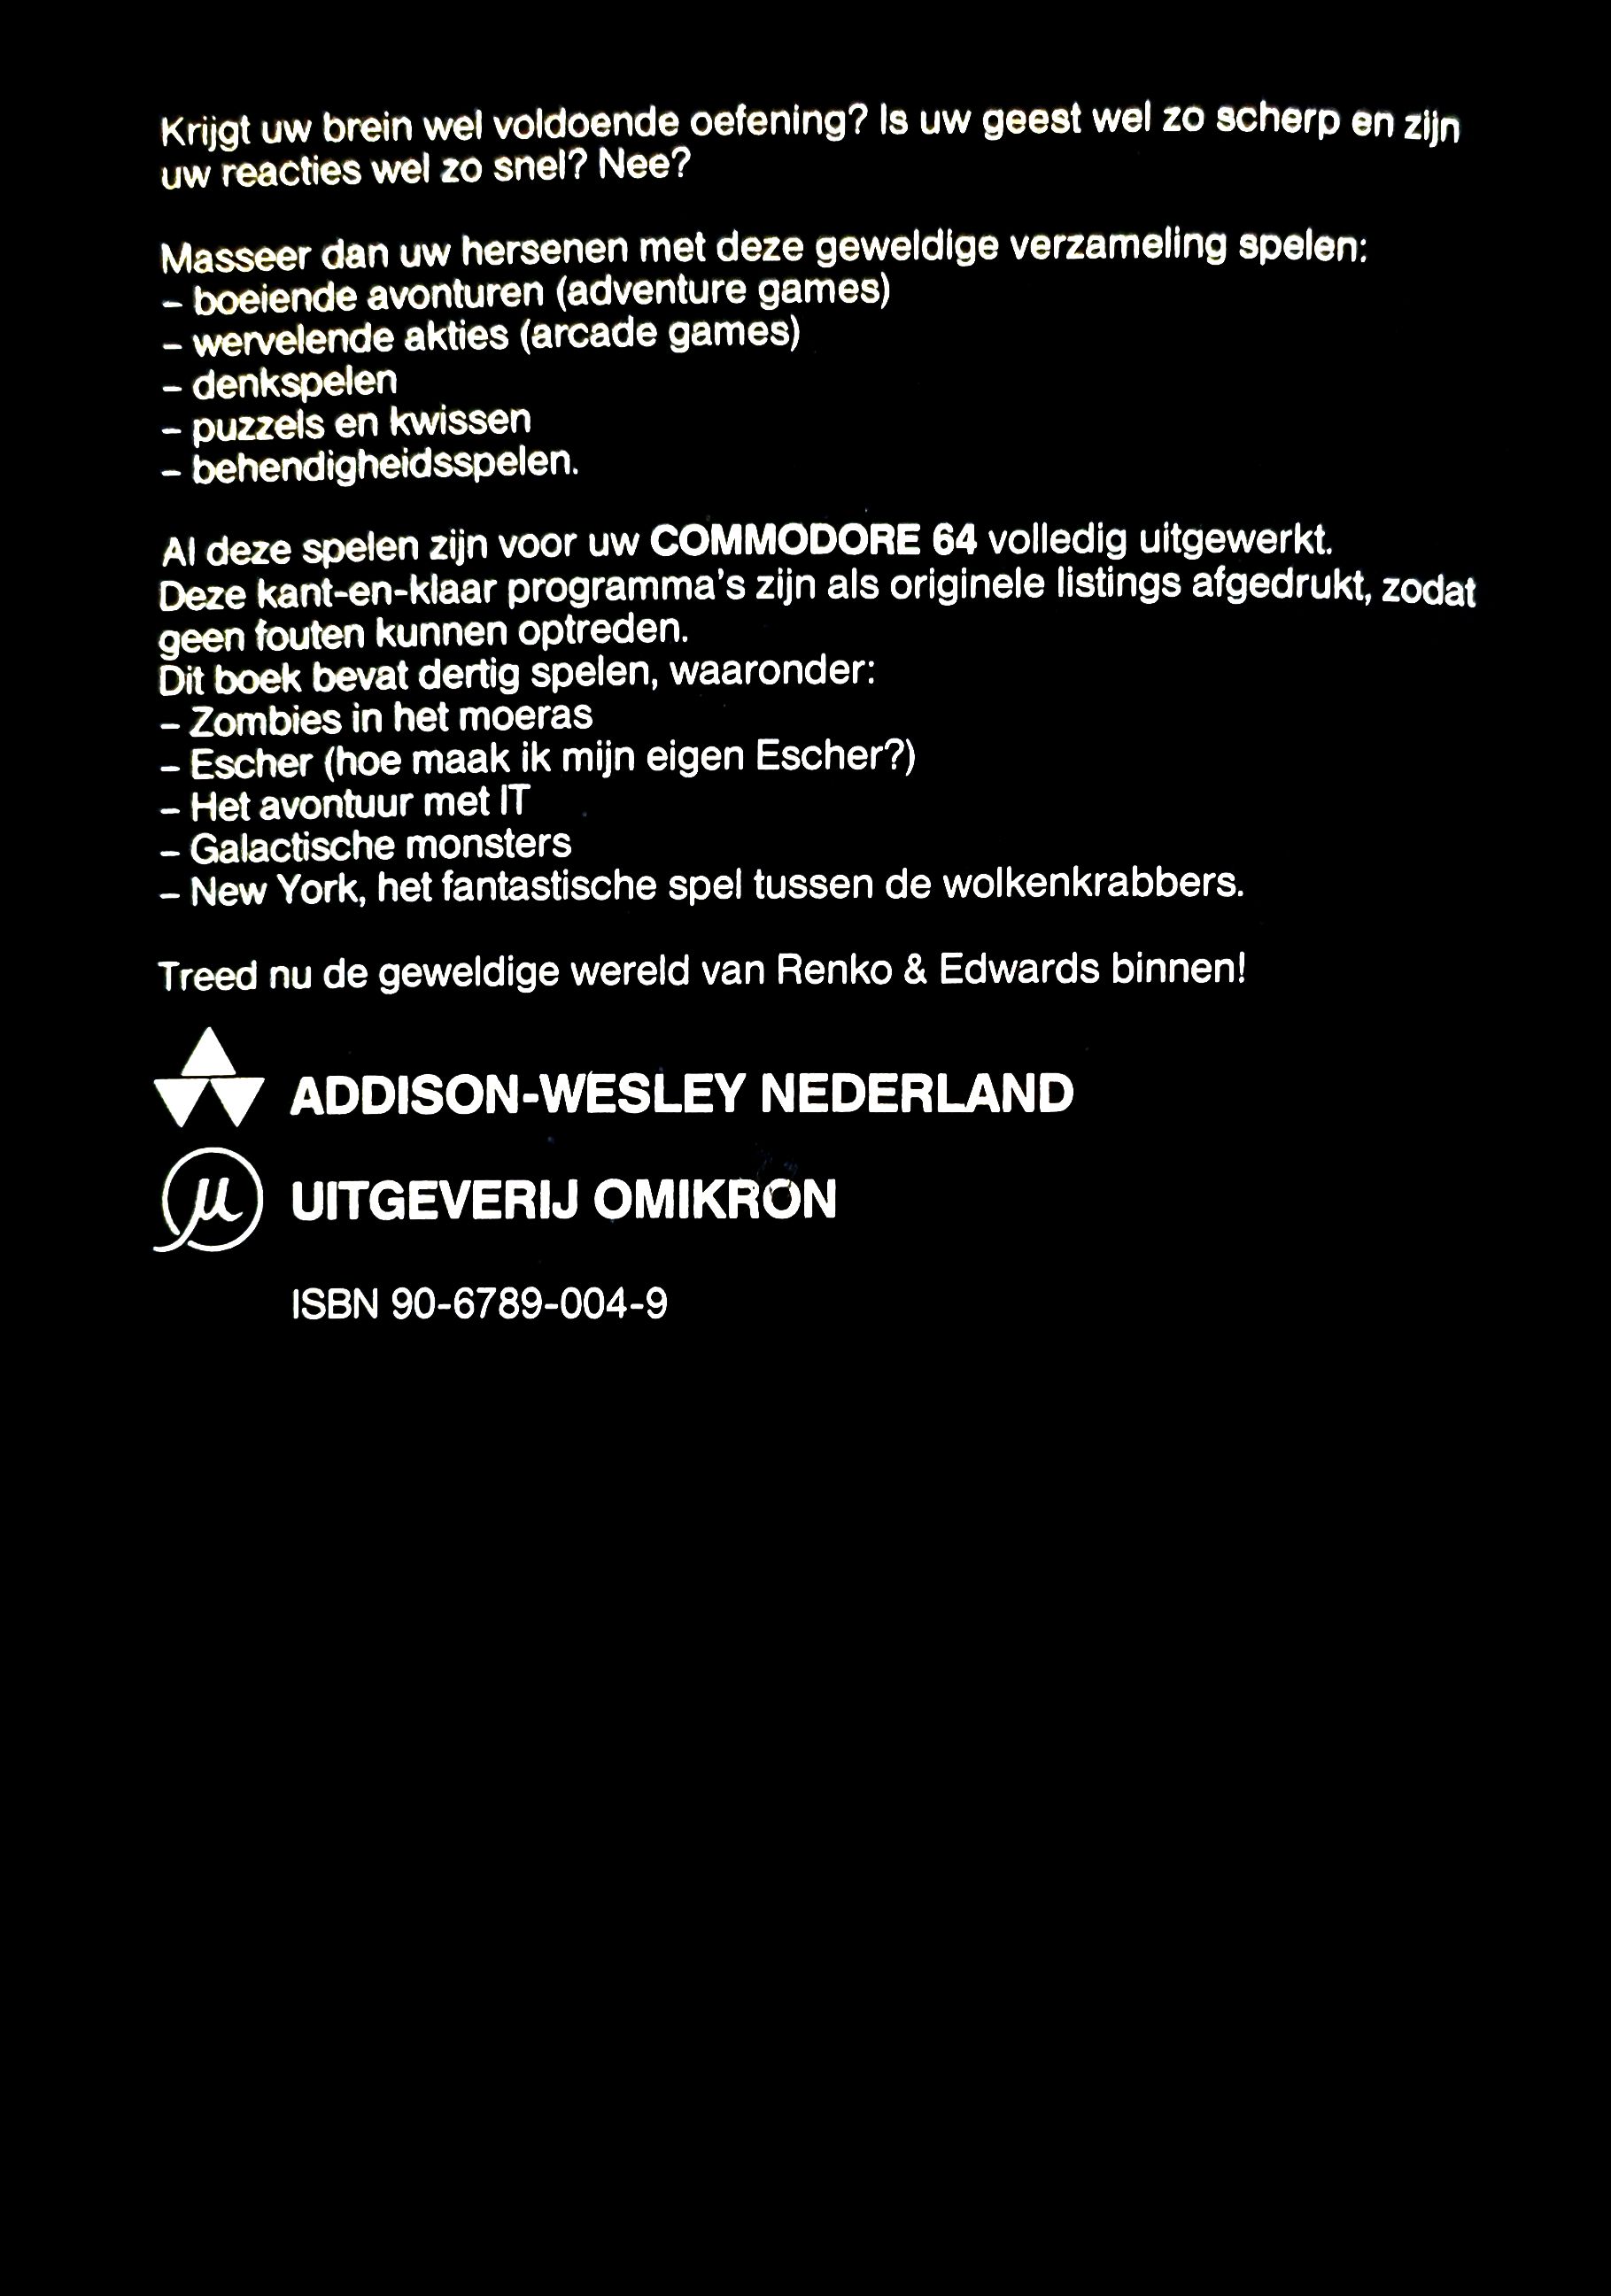 Krijgt uw brein wel voldoende oefening? Is uw geest wel zo scherp en zijn
uw reacties wel zo snel? Nee?
Masseer dan uw hersenen met deze geweldige verzameling spelen:
– boeiende avonturen (adventure games)
– wervelende akties (arcade games)
– denkspelen
– puzzels en kwissen
– behendigheidsspelen.
Al deze spelen zijn voor uw COMMODORE 64 volledig uitgewerkt.
Deze kant-en-klaar programma's zijn als originele listings afgedrukt, zodat
geen fouten kunnen optreden.
Dit boek bevat dertig spelen, waaronder:
– Zombies in het moeras
– Escher (hoe maak ik mijn eigen Escher?)
– Het avontuur met IT
– Galactische monsters
– New York, het fantastische spel tussen de wolkenkrabbers.
Treed nu de geweldige wereld van Renko & Edwards binnen!
ADDISON-WESLEY NEDERLAND
μ UITGEVERIJ OMIKRON
ISBN 90-6789-004-9